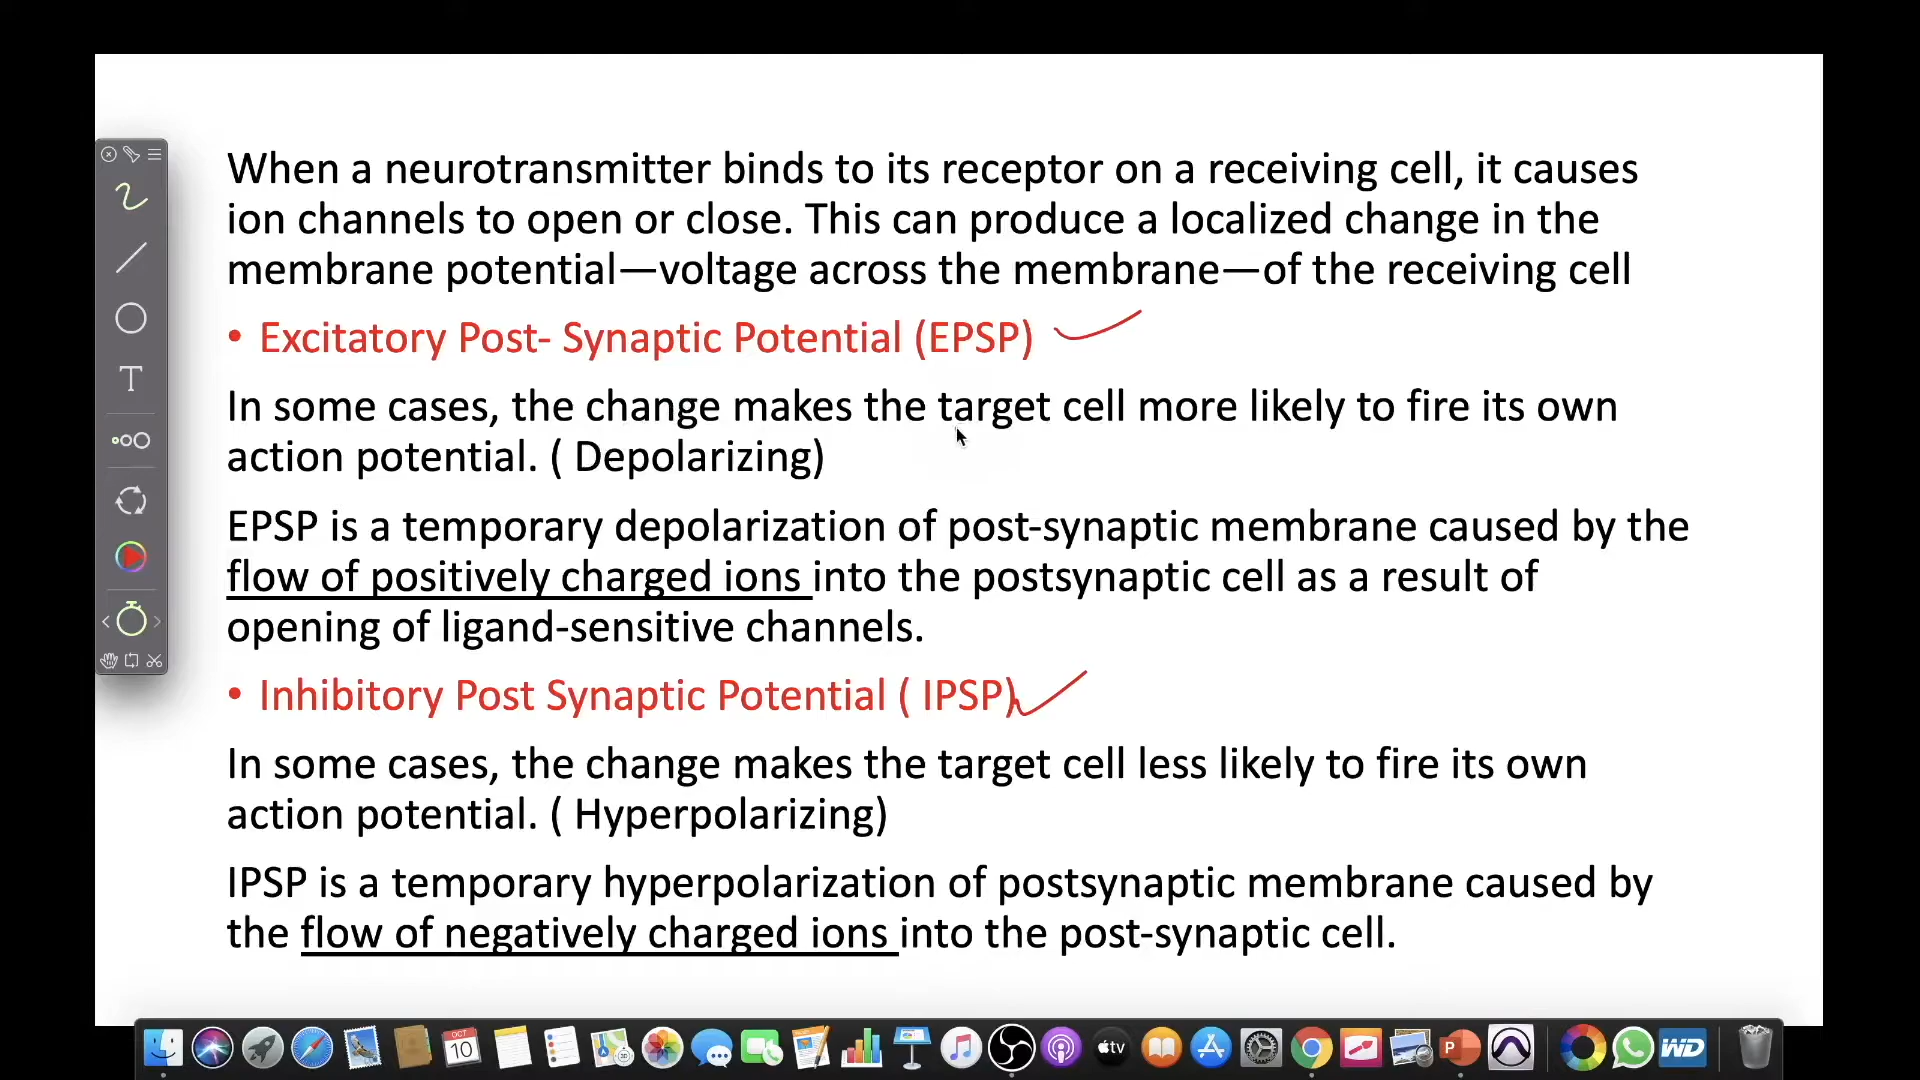 When a neurotransmitter binds to its receptor on a receiving cell, it causes
ion channels to open or close. This can produce a localized change in the
membrane potential—voltage across the membrane—of the receiving cell
• Excitatory Post- Synaptic Potential (EPSP)
In some cases, the change makes the target cell more likely to fire its own
action potential. ( Depolarizing)
EPSP is a temporary depolarization of post-synaptic membrane caused by the
flow of positively charged ions into the postsynaptic cell as a result of
opening of ligand-sensitive channels.
• Inhibitory Post Synaptic Potential ( IPSP)
In some cases, the change makes the target cell less likely to fire its own
action potential. ( Hyperpolarizing)
IPSP is a temporary hyperpolarization of postsynaptic membrane caused by
the flow of negatively charged ions into the post-synaptic cell.
T
OCT
10
3D
tv
P
WD